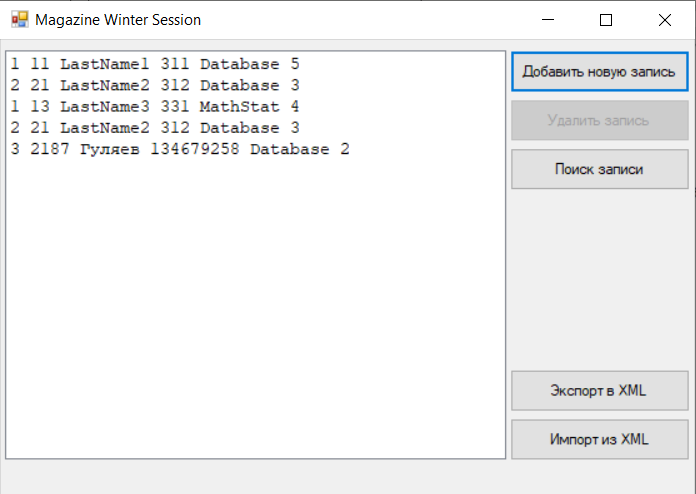 Magazine Winter Session
1 11 LastName1 311 Database 5
2 21 LastName2 312 Database 3
1 13 LastName3 331 MathStat 4
2 21 LastName2 312 Database 3
3 2187 Гуляев 134679258 Database 2
Добавить новую запись
Удалить запись
Поиск записи
Экспорт в XML
Импорт из XML